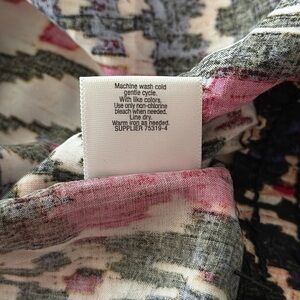 Machine wash cold
gentle cycle.
With like colors.
Use only non-chlorine
bleach when needed.
Line dry.
Warm iron as needed.
SUPPLIER 75319-4